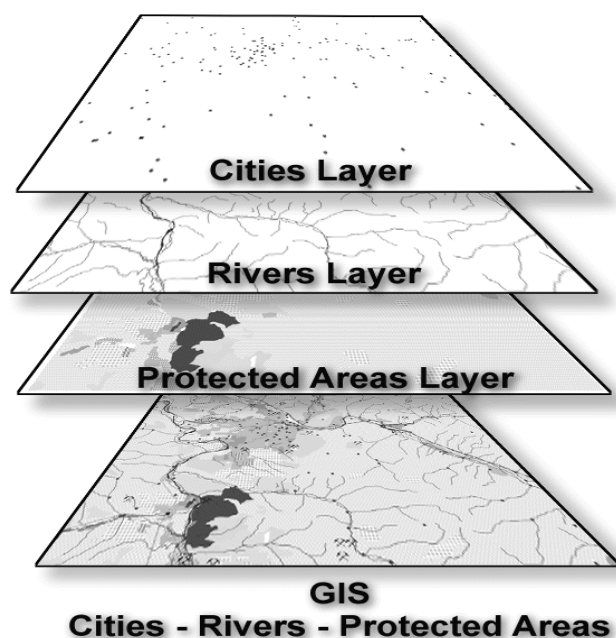 Cities Layer
Rivers Layer
Protected Areas Layer
GIS
Cities - Rivers - Protected Areas